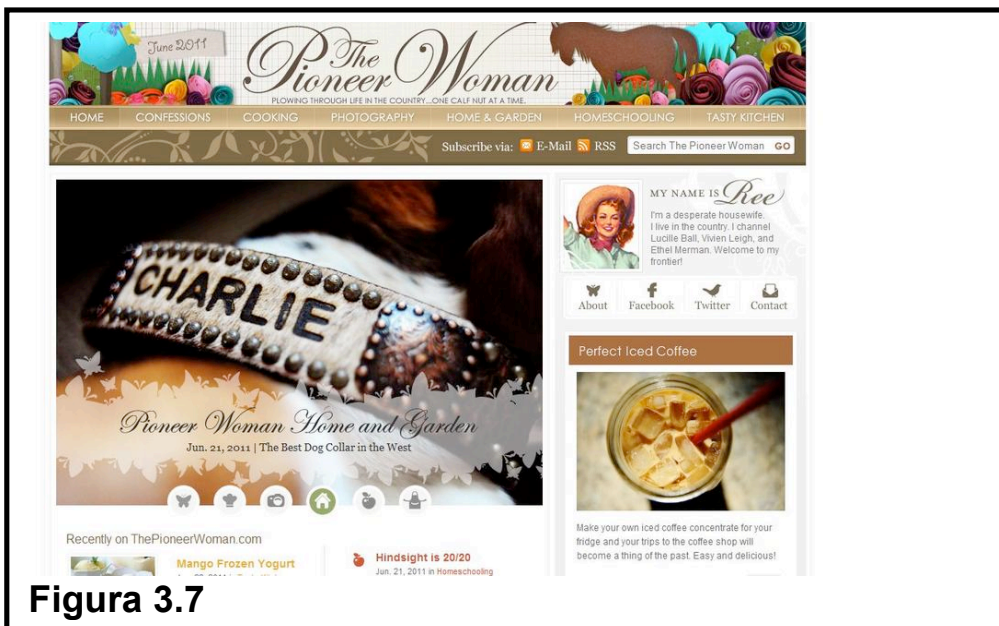 June 2011
The
Pioneer Woman
PLOWING THROUGH LIFE IN THE COUNTRY...ONE CALF NUT AT A TIME.
HOME CONFESSIONS COOKING PHOTOGRAPHY HOME & GARDEN HOMESCHOOLING TASTY KITCHEN
Subscribe via: E-Mail RSS Search The Pioneer Woman GO
CHARLIE
Pioneer Woman Home and Garden
Jun. 21, 2011 | The Best Dog Collar in the West
Recently on ThePioneerWoman.com
Mango Frozen Yogurt
Hindsight is 20/20
Jun. 21, 2011 in Homeschooling
MY NAME IS Ree
I'm a desperate housewife.
I live in the country. I channel
Lucille Ball, Vivien Leigh, and
Ethel Merman. Welcome to my
frontier!
About Facebook Twitter Contact
Perfect Iced Coffee
Make your own iced coffee concentrate for your
fridge and your trips to the coffee shop will
become a thing of the past. Easy and delicious!
Figura 3.7